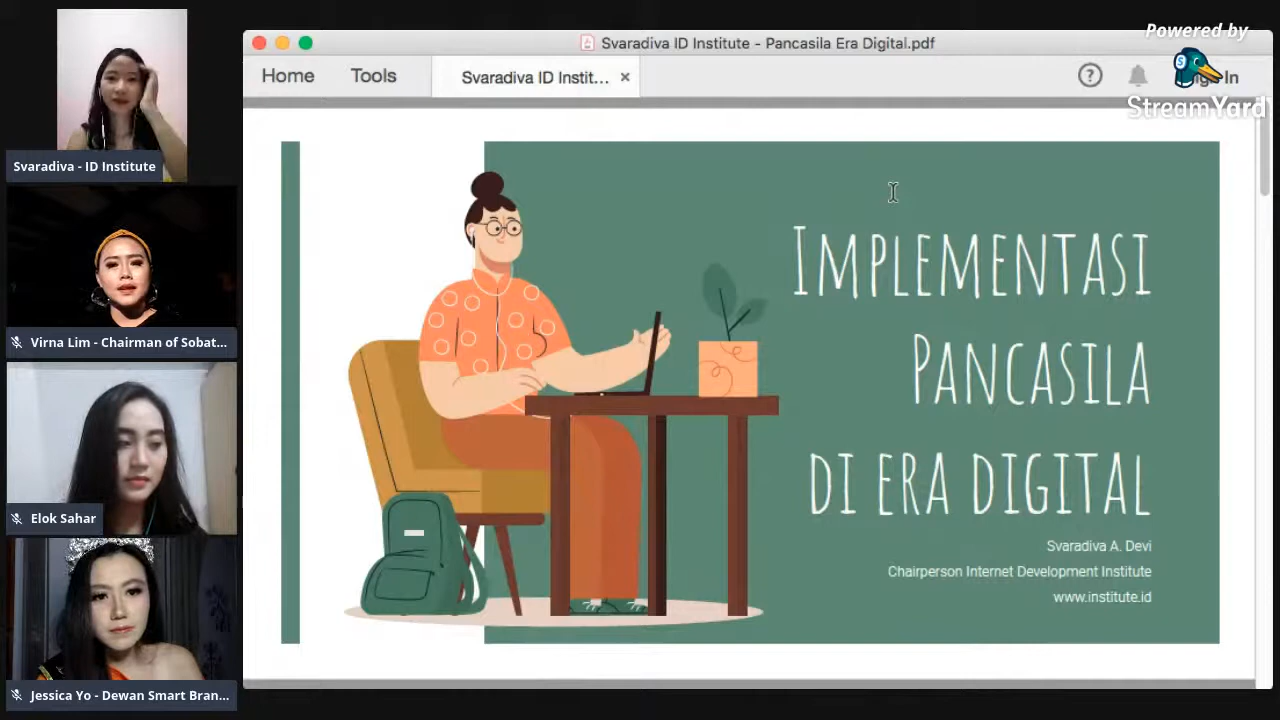 Svaradiva - ID Institute
Virna Lim - Chairman of Sobat...
Elok Sahar
Jessica Yo - Dewan Smart Bran...
Svaradiva ID Institute - Pancasila Era Digital.pdf
Home
Tools
Svaradiva ID Instit...
In
Powered by
StreamYard
IMPLEMENTASI
PANCASILA
DI ERA DIGITAL
Svaradiva A. Devi
Chairperson Internet Development Institute
www.institute.id